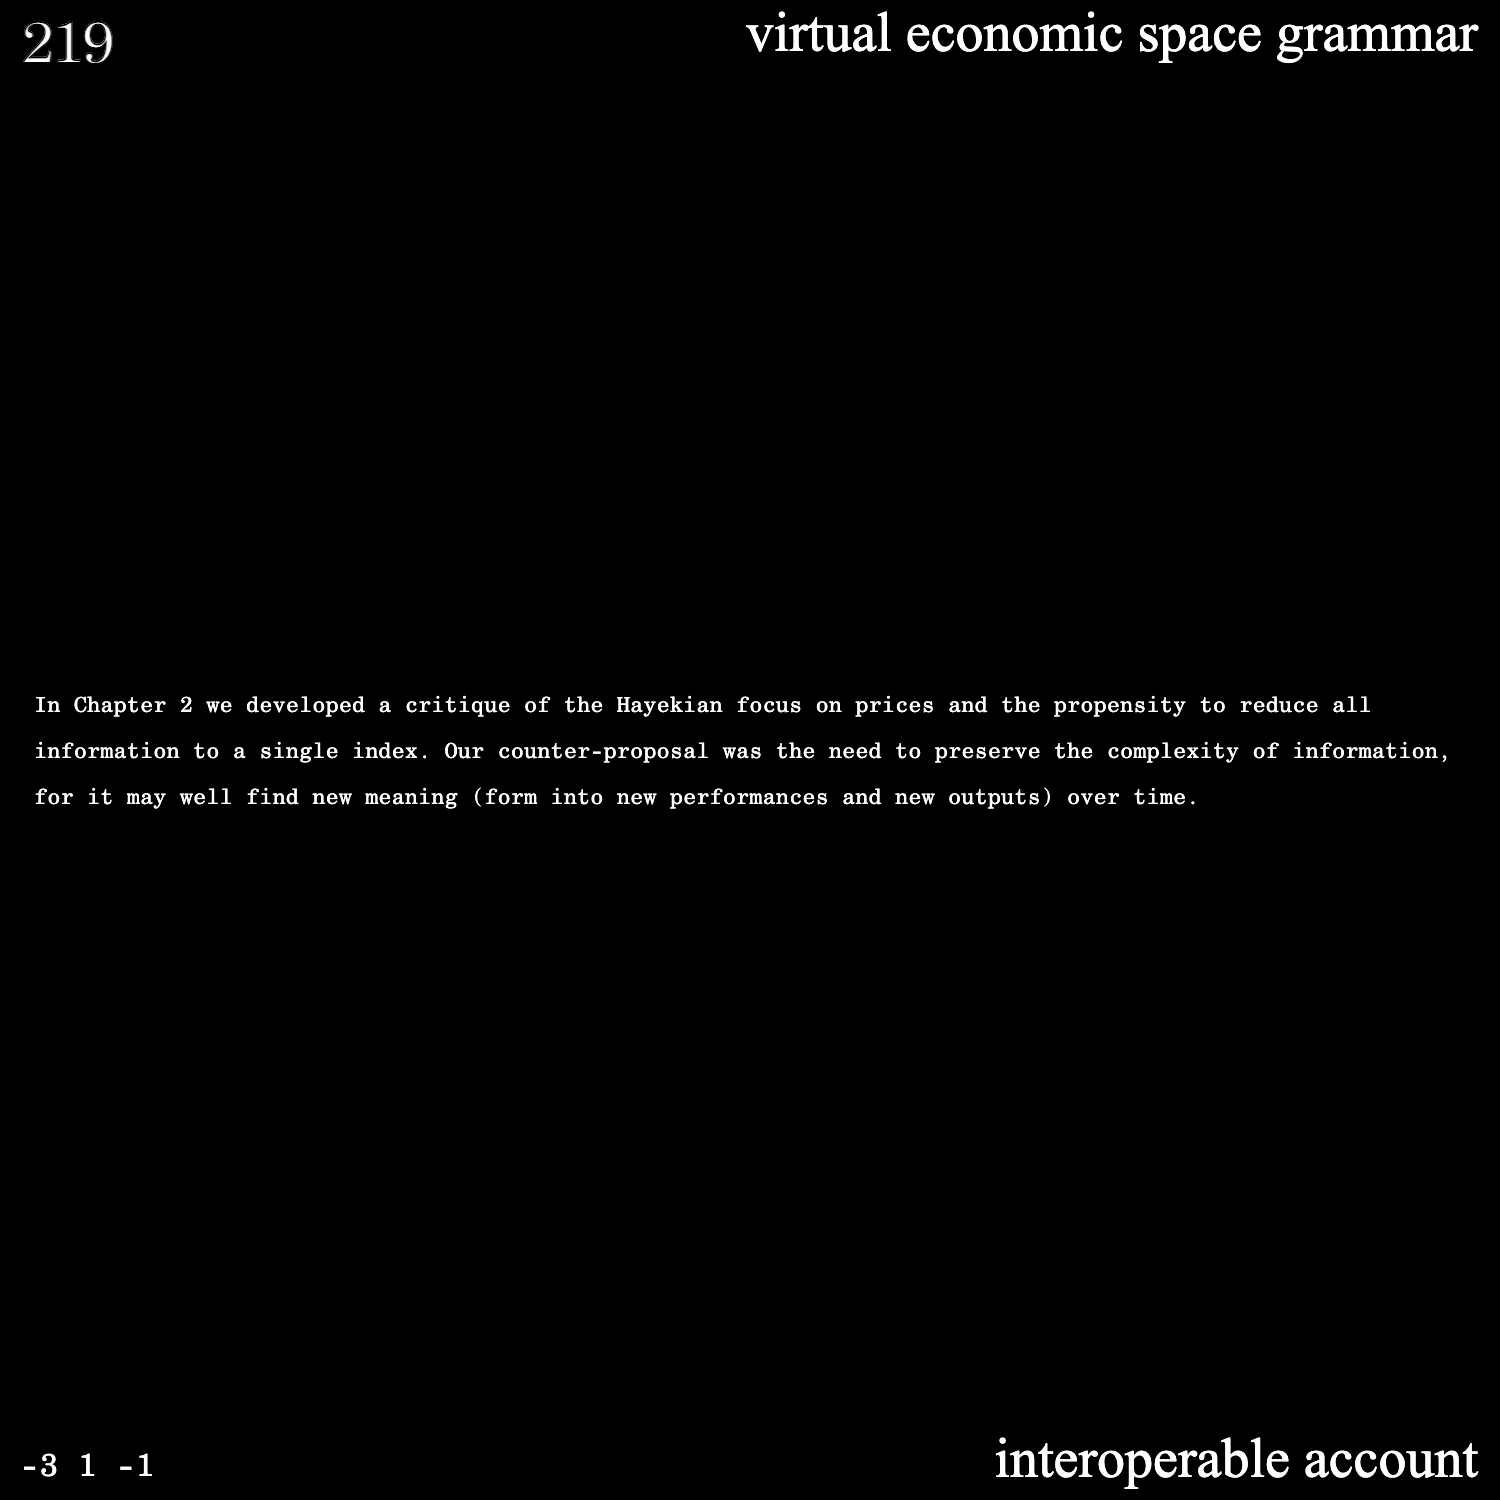 219
virtual economic space grammar
In Chapter 2 we developed a critique of the Hayekian focus on prices and the propensity to reduce all
information to a single index. Our counter-proposal was the need to preserve the complexity of information,
for it may well find new meaning (form into new performances and new outputs) over time.
-3 1 -1
interoperable account